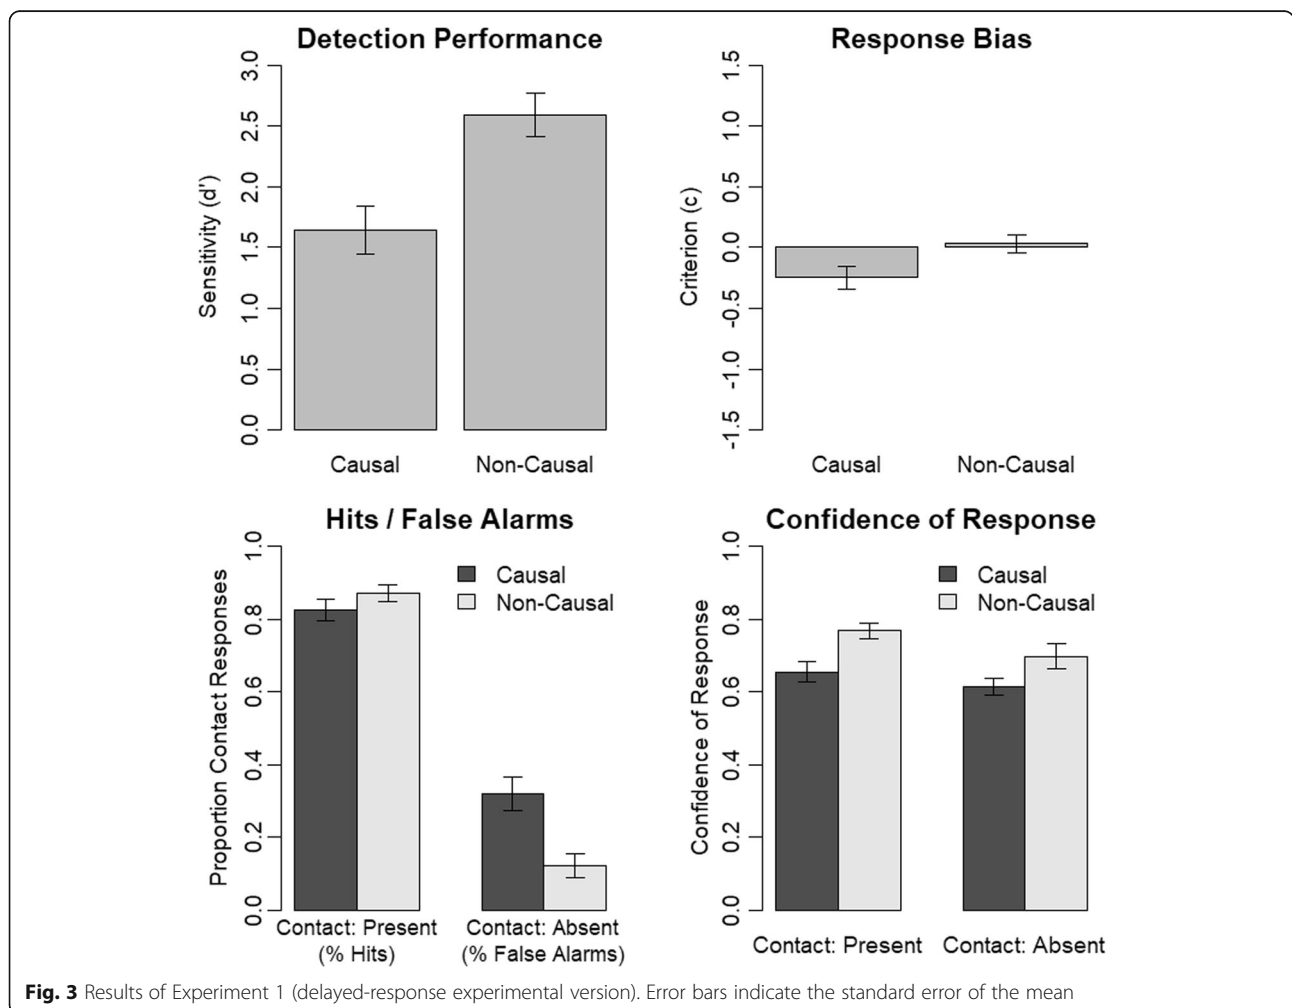 Detection Performance
Sensitivity (d')
3.0
2.5
2.0
1.5
1.0
0.5
0.0
Causal Non-Causal
Response Bias
Criterion (c)
1.5
1.0
0.5
0.0
-0.5
-1.0
-1.5
Causal Non-Causal
Hits / False Alarms
Proportion Contact Responses
1.0
0.8
0.6
0.4
0.2
0.0
Causal
Non-Causal
Contact: Present Contact: Absent
(% Hits) (% False Alarms)
Confidence of Response
Confidence of Response
1.0
0.8
0.6
0.4
0.2
0.0
Causal
Non-Causal
Contact: Present Contact: Absent
Fig. 3 Results of Experiment 1 (delayed-response experimental version). Error bars indicate the standard error of the mean